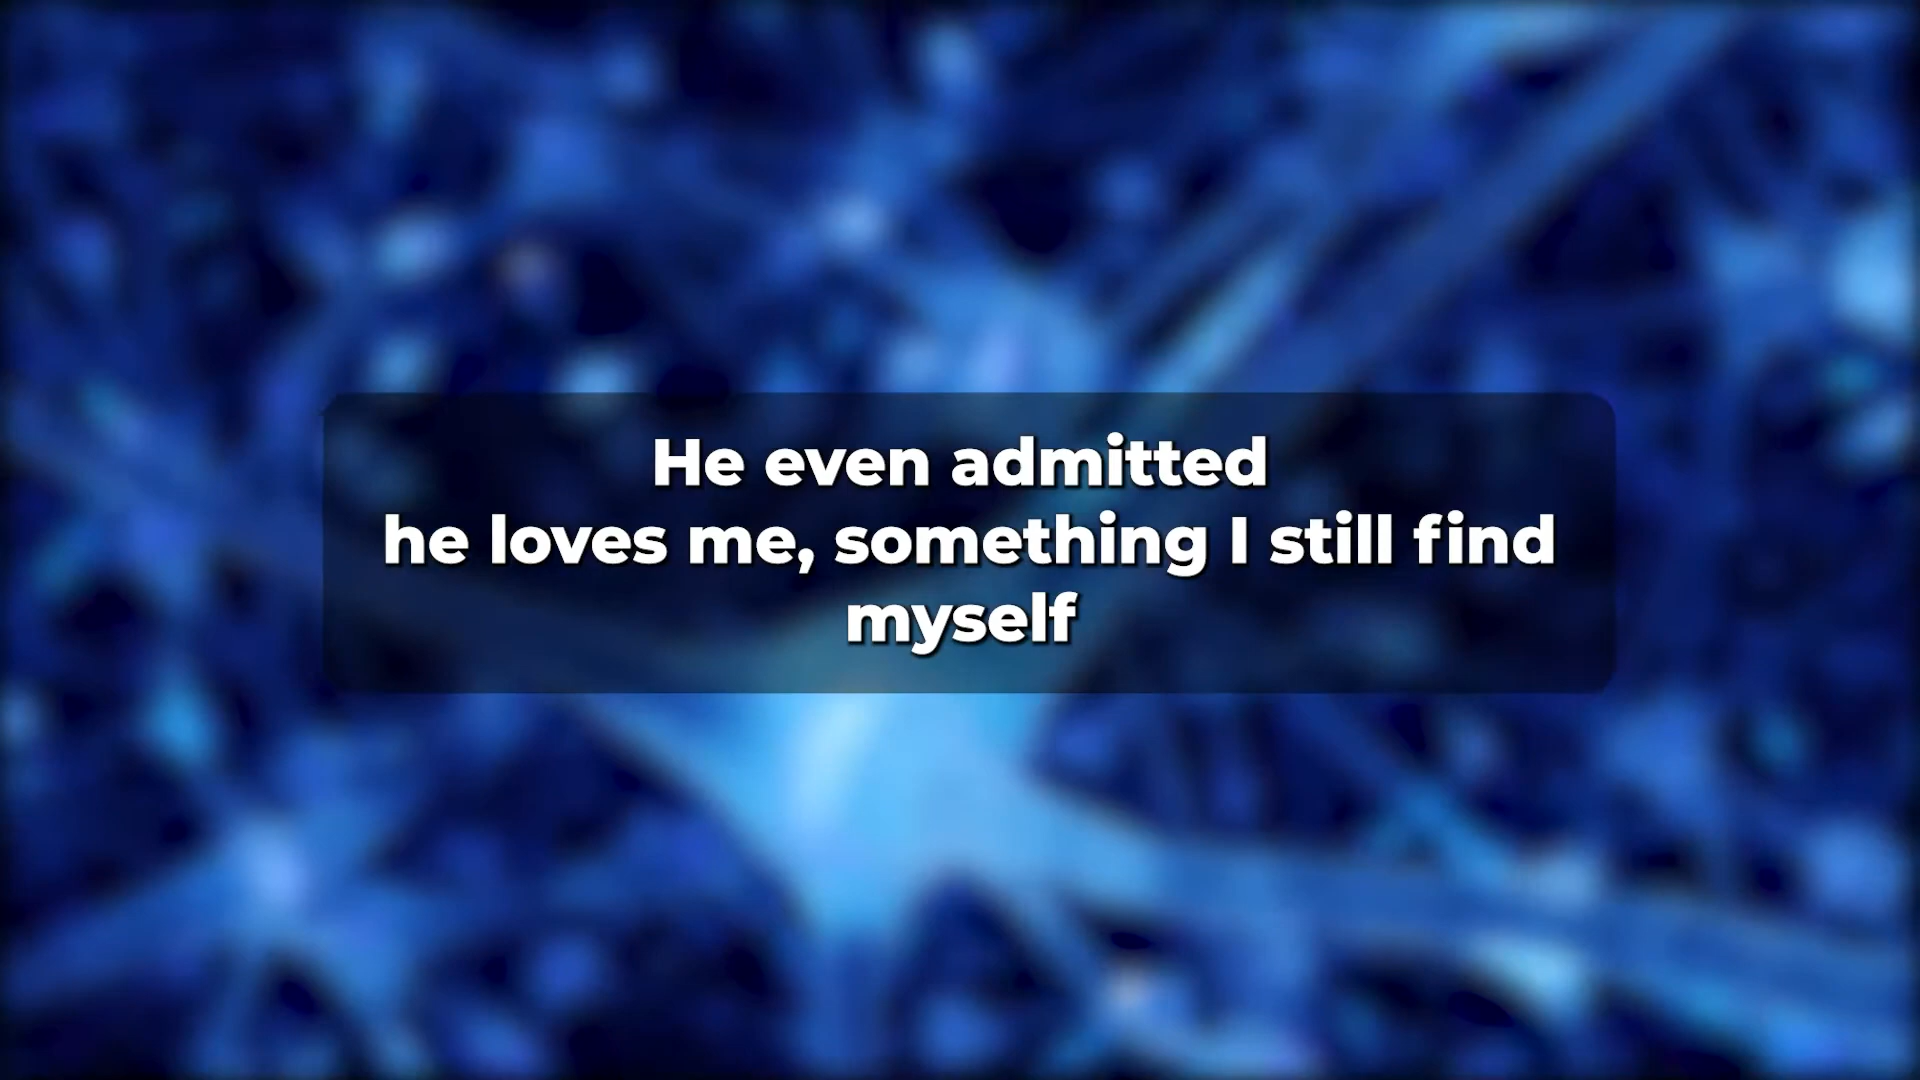 He even admitted
he loves me, something I still find
myself